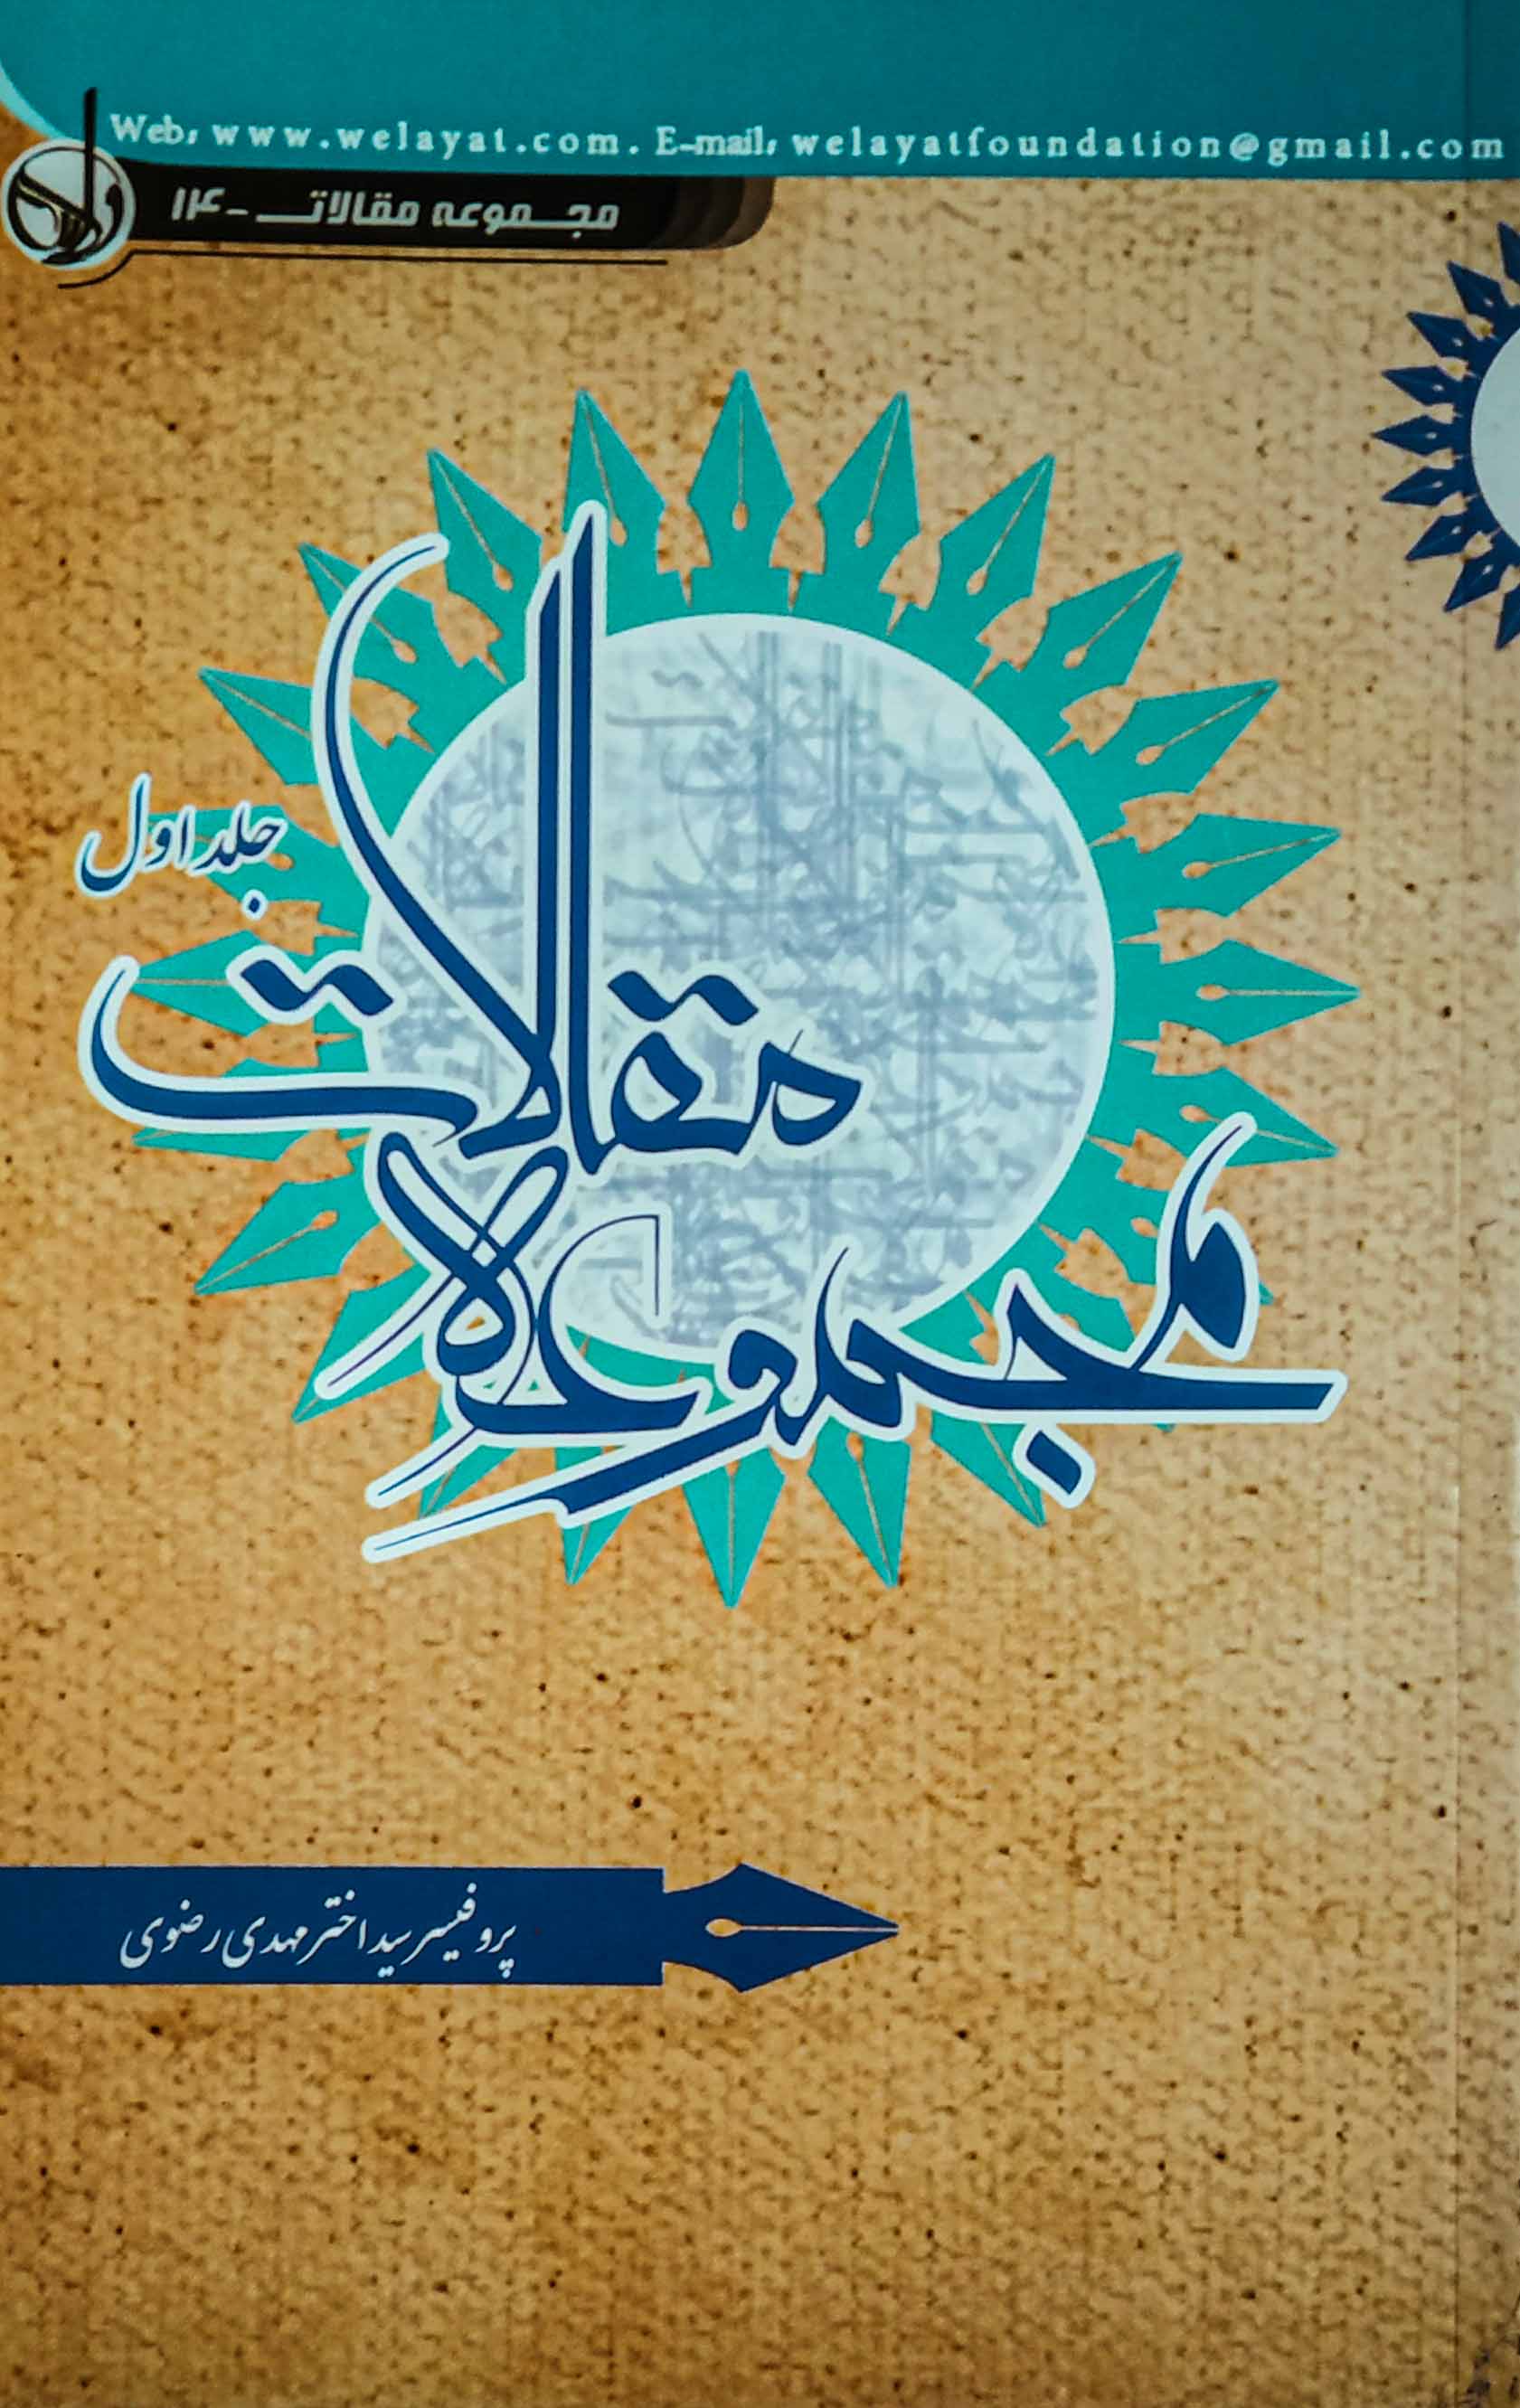 Web: www.welayat.com. E-mail: welayatfoundation@gmail.com
مجموعه مقالات - ۱۴
جلد اول
مجموعہ مقالات
پروفیسر سید اختر مہدی رضوی